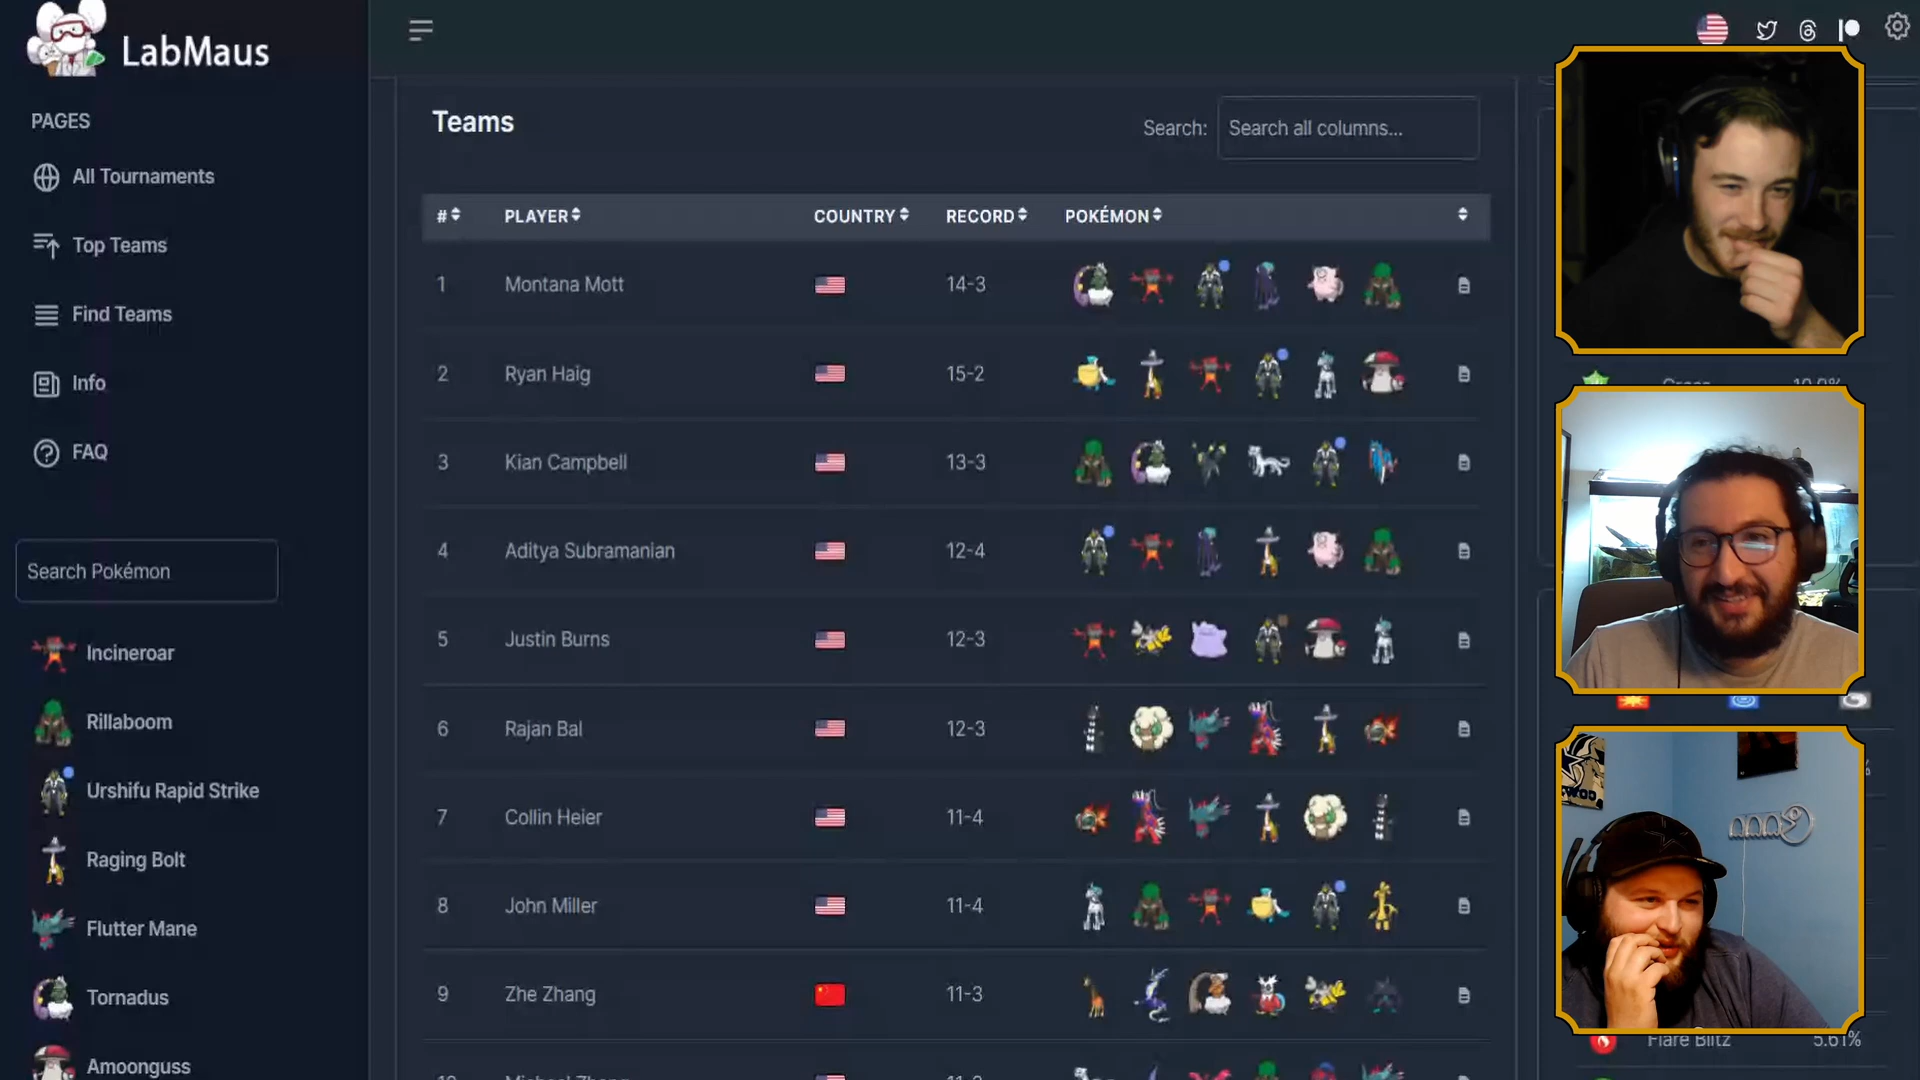 LabMaus
PAGES
All Tournaments
Top Teams
Find Teams
Info
FAQ
Search Pokémon
Incineroar
Rillaboom
Urshifu Rapid Strike
Raging Bolt
Flutter Mane
Tornadus
Amoonguss
Teams
Search: Search all columns...
# PLAYER COUNTRY RECORD POKÉMON
1 Montana Mott 14-3
2 Ryan Haig 15-2
3 Kian Campbell 13-3
4 Aditya Subramanian 12-4
5 Justin Burns 12-3
6 Rajan Bal 12-3
7 Collin Heier 11-4
8 John Miller 11-4
9 Zhe Zhang 11-3
Flare Blitz 5.61%